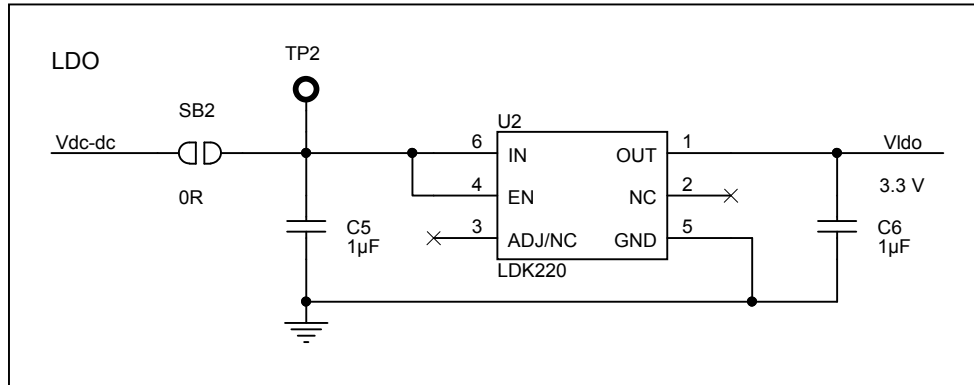 LDO
TP2
SB2
Vdc-dc
0R
C5
1µF
U2
6 IN OUT 1
4 EN NC 2
3 ADJ/NC GND 5
LDK220
Vldo
3.3 V
C6
1µF